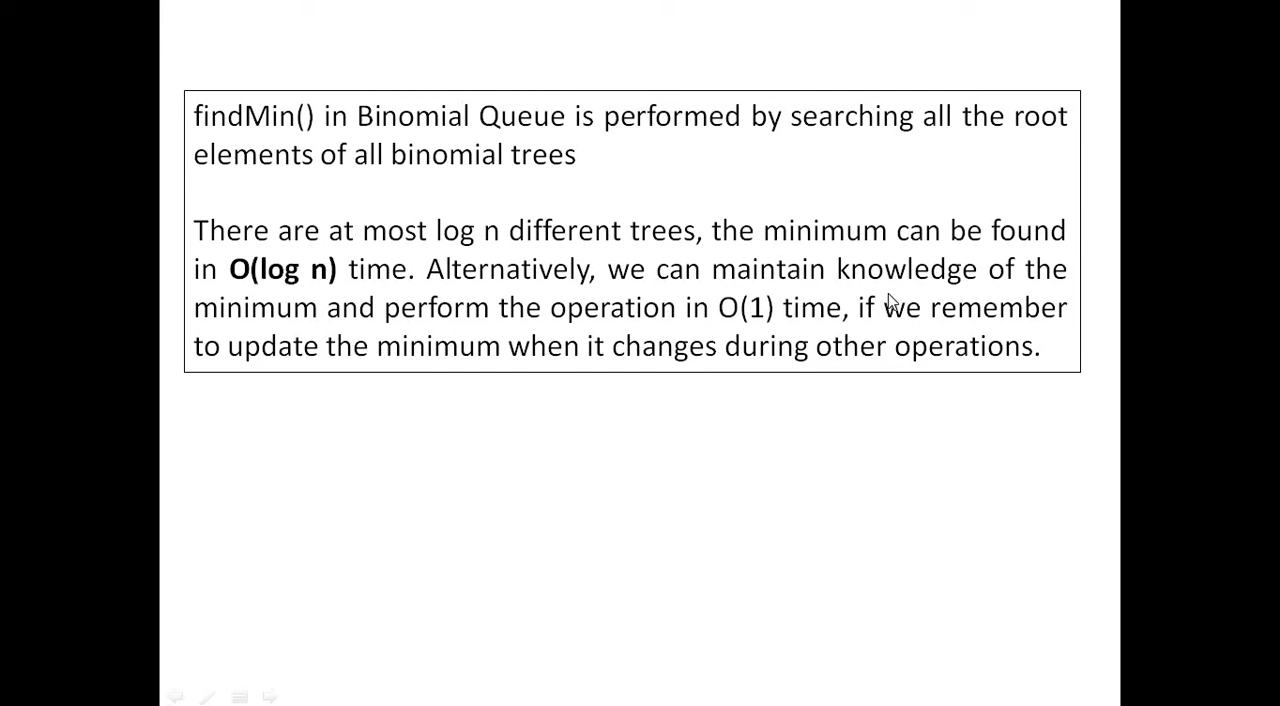 findMin() in Binomial Queue is performed by searching all the root
elements of all binomial trees
There are at most log n different trees, the minimum can be found
in O(log n) time. Alternatively, we can maintain knowledge of the
minimum and perform the operation in O(1) time, if we remember
to update the minimum when it changes during other operations.